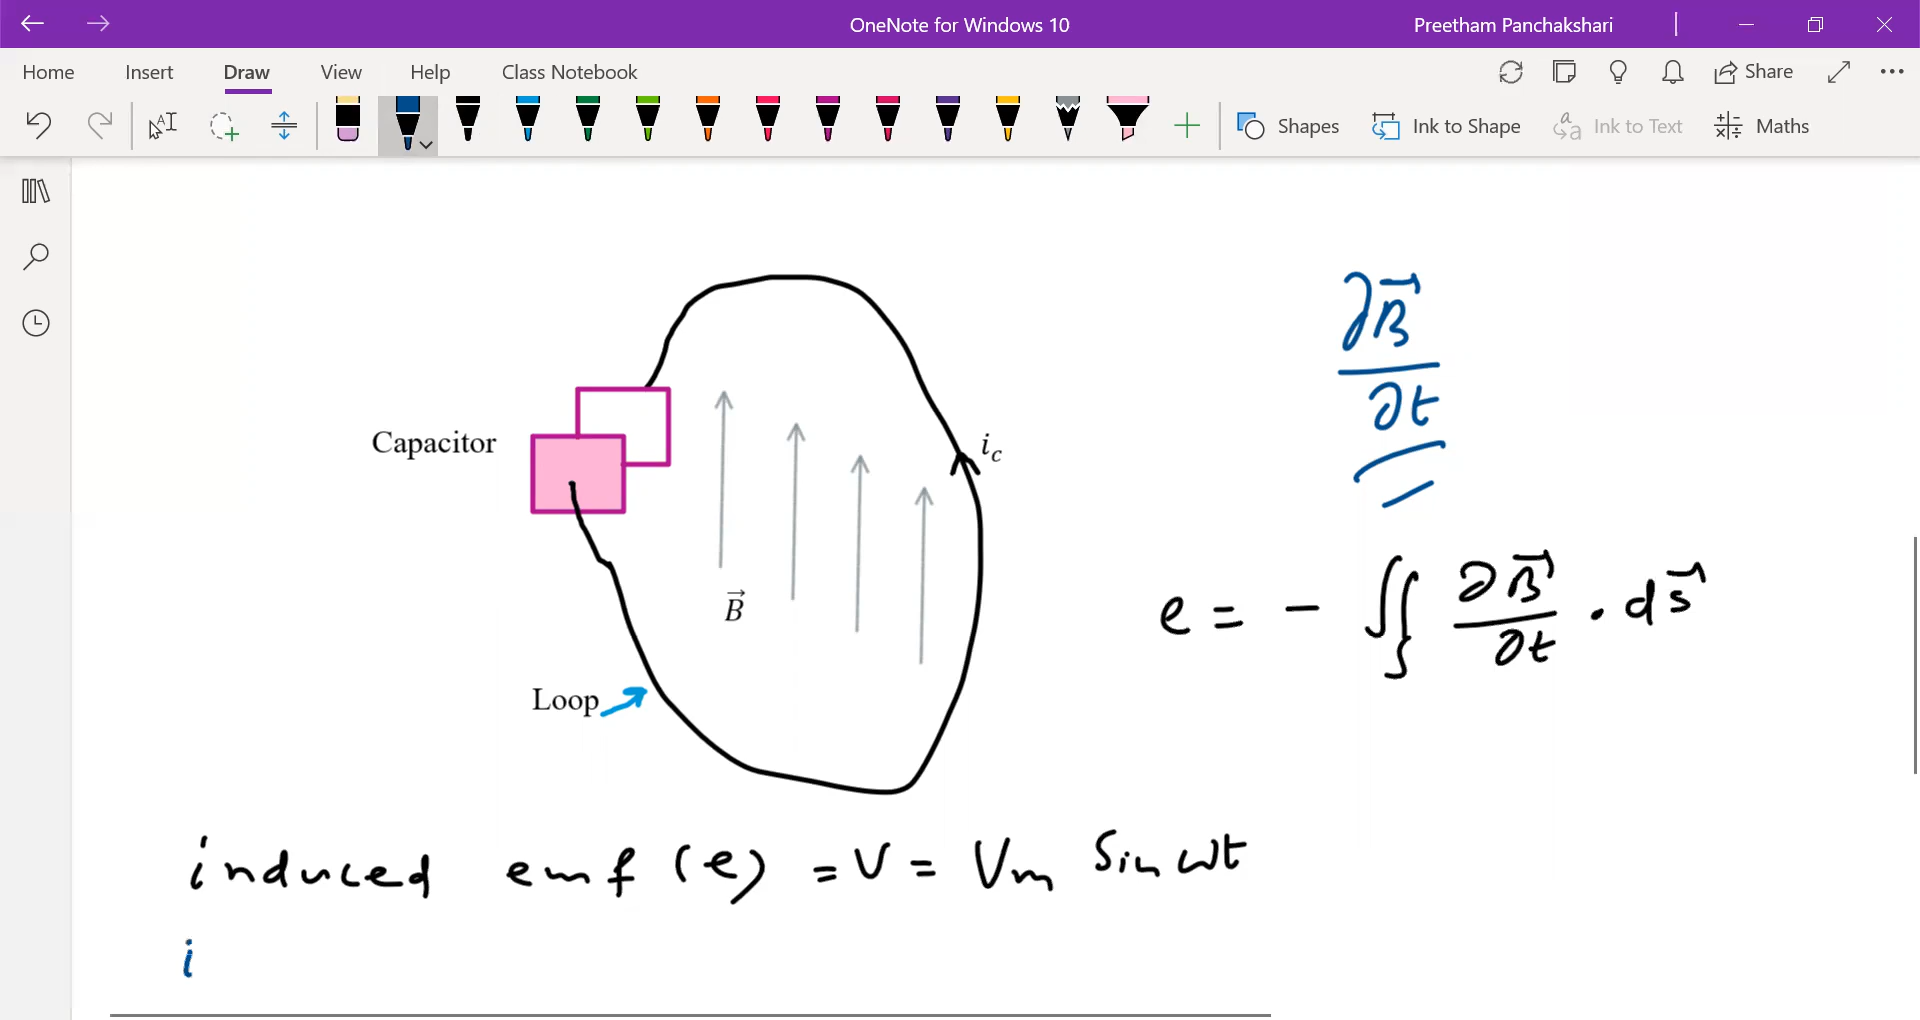 OneNote for Windows 10
Preetham Panchakshari
Home Insert Draw View Help Class Notebook
Share
Shapes Ink to Shape Ink to Text Maths
∂B⃗/∂t
Capacitor
i_c
B⃗
e = - ∬ ∂B⃗/∂t . ds⃗
Loop
induced emf (e) = V = Vm Sin ωt
i